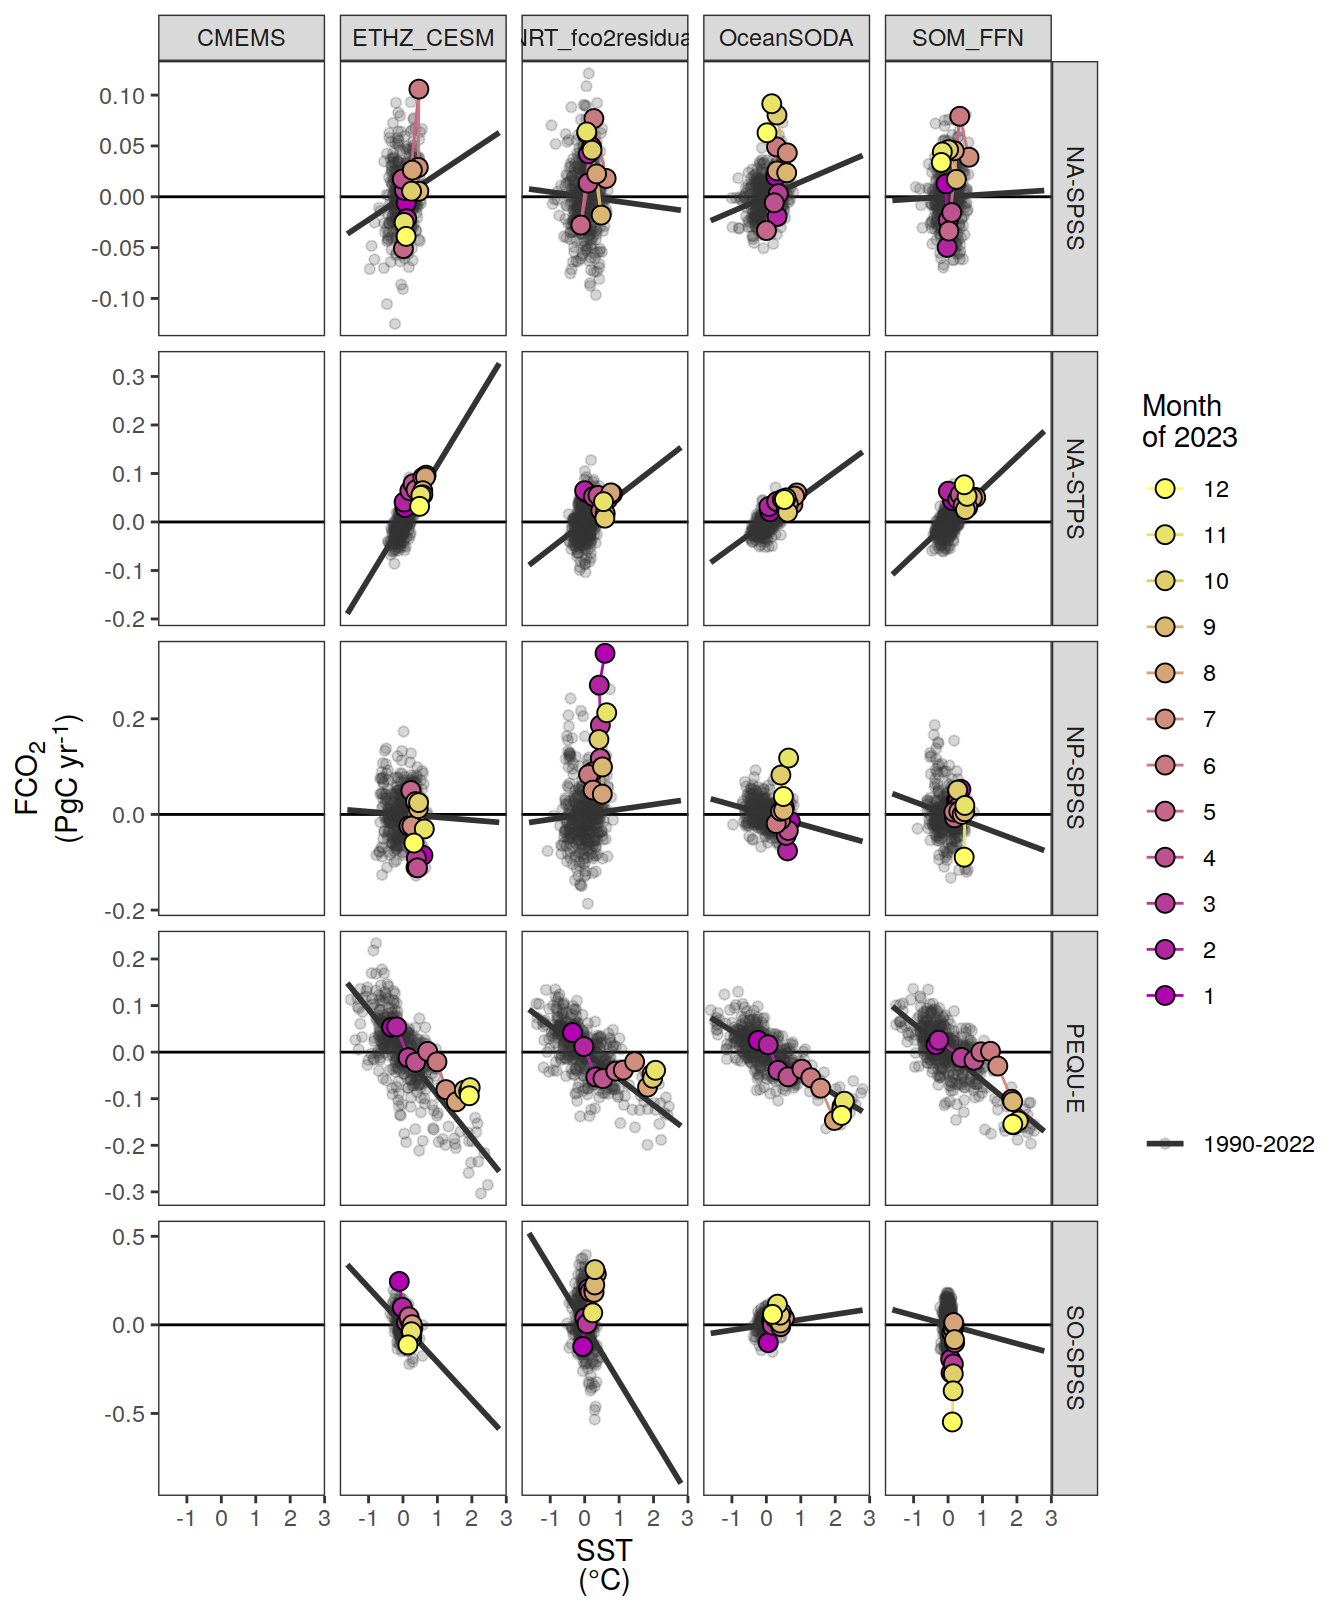 CMEMS ETHZ_CESM NRT_fco2residua OceanSODA SOM_FFN
0.10
0.05
0.00
-0.05
-0.10
NA-SPSS
0.3
0.2
0.1
0.0
-0.1
-0.2
NA-STPS
0.2
0.0
-0.2
NP-SPSS
0.2
0.1
0.0
-0.1
-0.2
-0.3
PEQU-E
0.5
0.0
-0.5
SO-SPSS
-1 0 1 2 3 -1 0 1 2 3 -1 0 1 2 3 -1 0 1 2 3 -1 0 1 2 3
SST
(°C)
FCO2
(PgC yr-1)
Month
of 2023
12
11
10
9
8
7
6
5
4
3
2
1
1990-2022